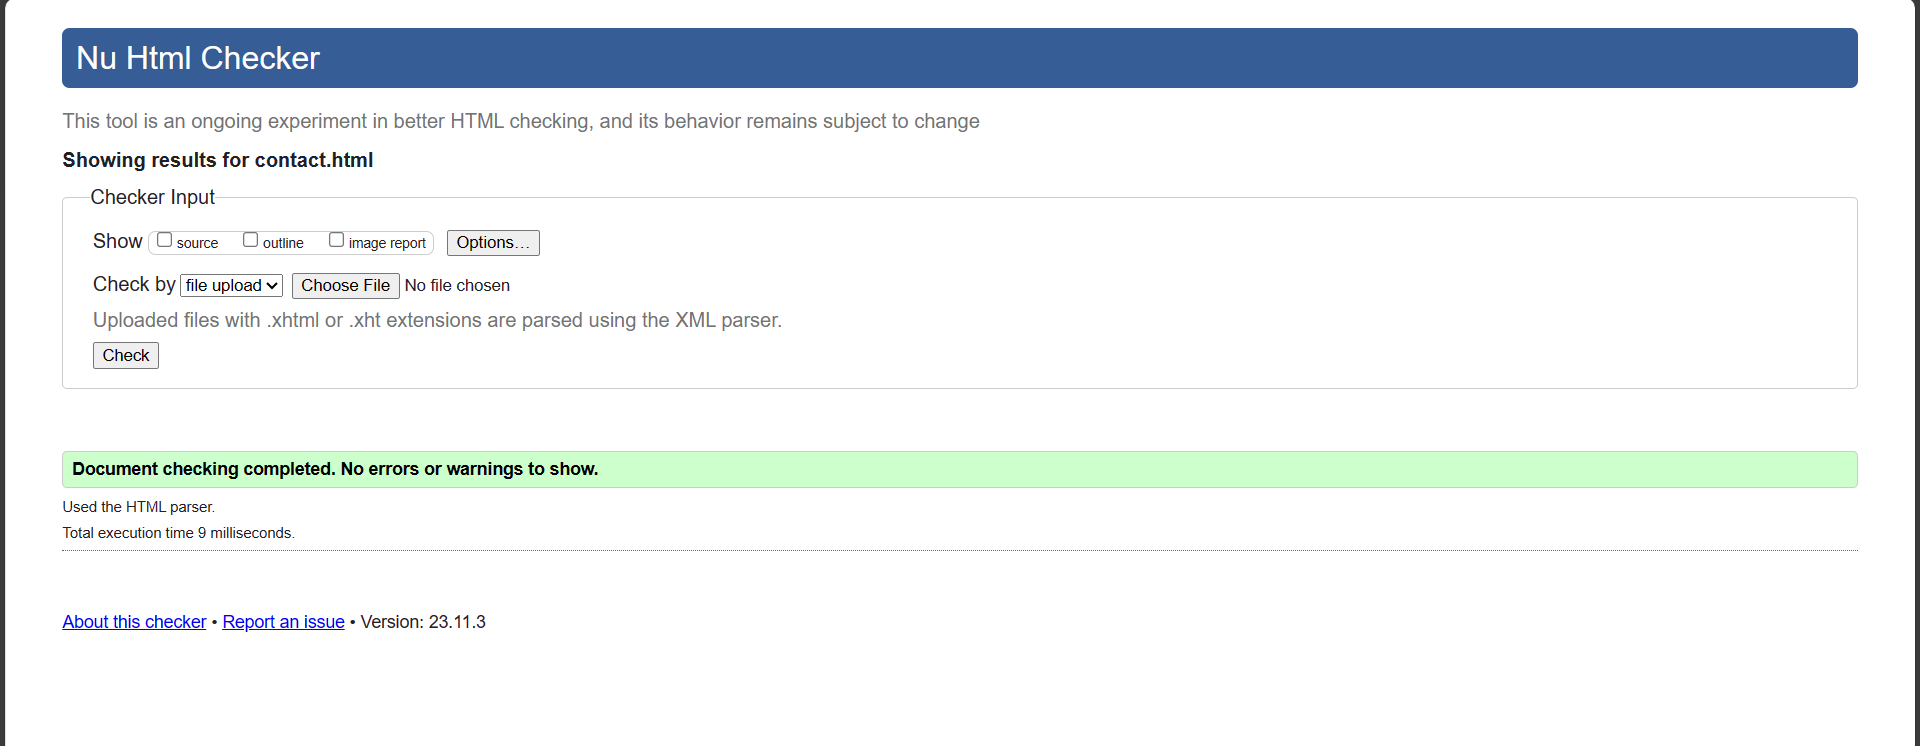 Nu Html Checker
This tool is an ongoing experiment in better HTML checking, and its behavior remains subject to change
Showing results for contact.html
Checker Input
Show source outline image report Options...
Check by file upload Choose File No file chosen
Uploaded files with .xhtml or .xht extensions are parsed using the XML parser.
Check
Document checking completed. No errors or warnings to show.
Used the HTML parser.
Total execution time 9 milliseconds.
About this checker • Report an issue • Version: 23.11.3